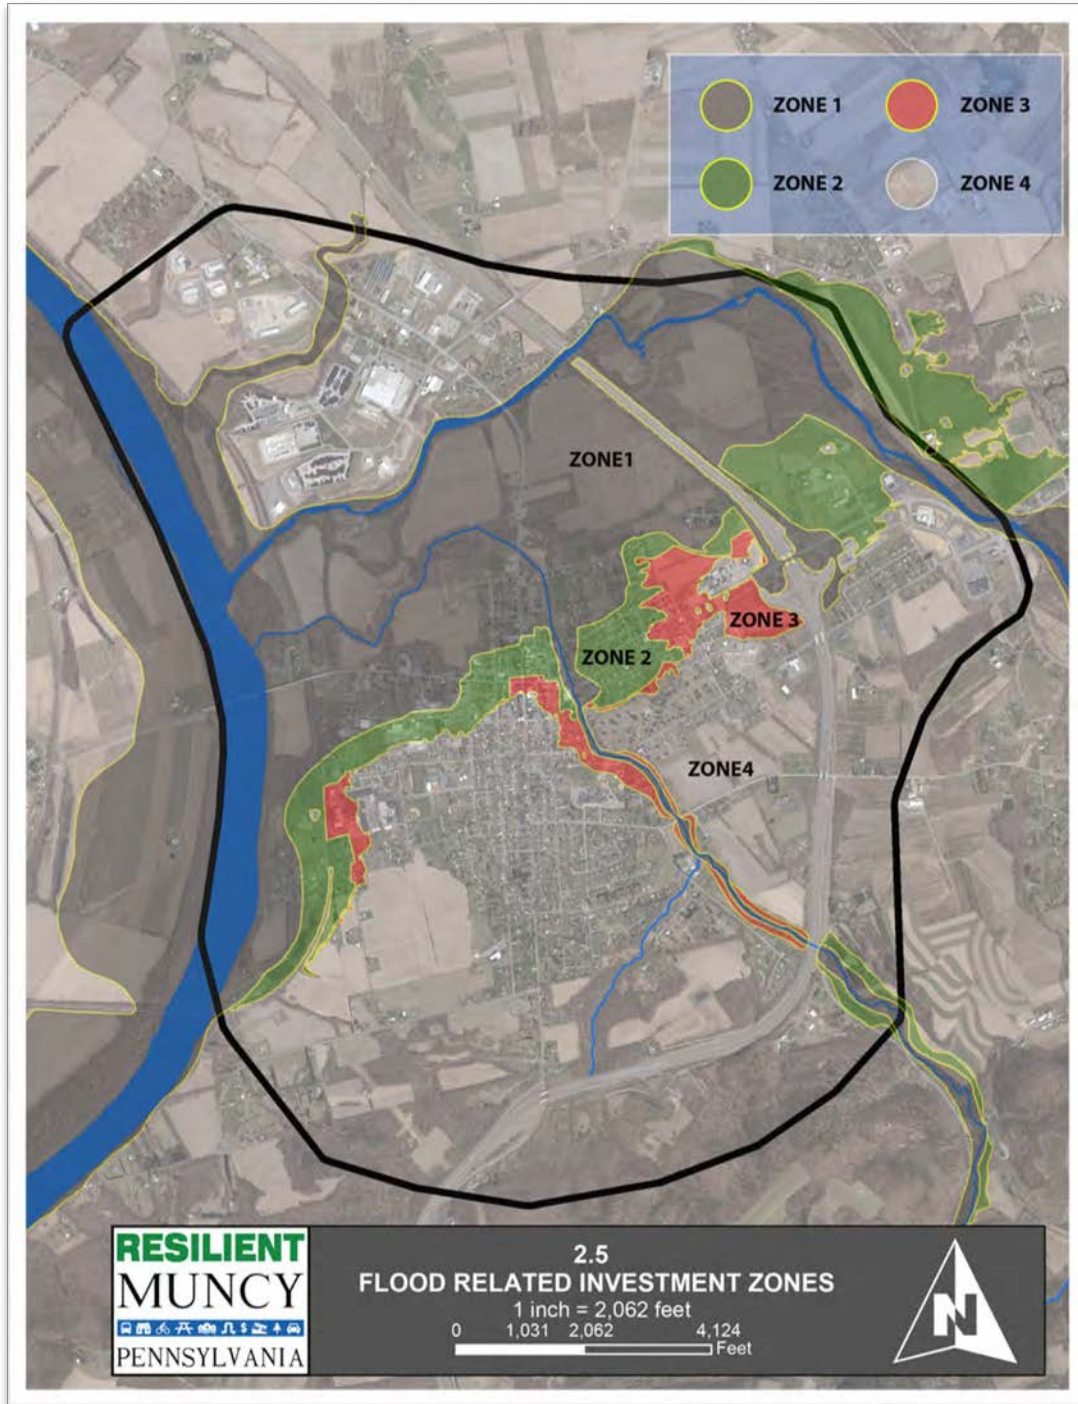 ZONE 1
ZONE 3
ZONE 2
ZONE 4
ZONE1
ZONE 3
ZONE 2
ZONE4
RESILIENT
MUNCY
PENNSYLVANIA
2.5
FLOOD RELATED INVESTMENT ZONES
1 inch = 2,062 feet
0 1,031 2,062 4,124
Feet
N